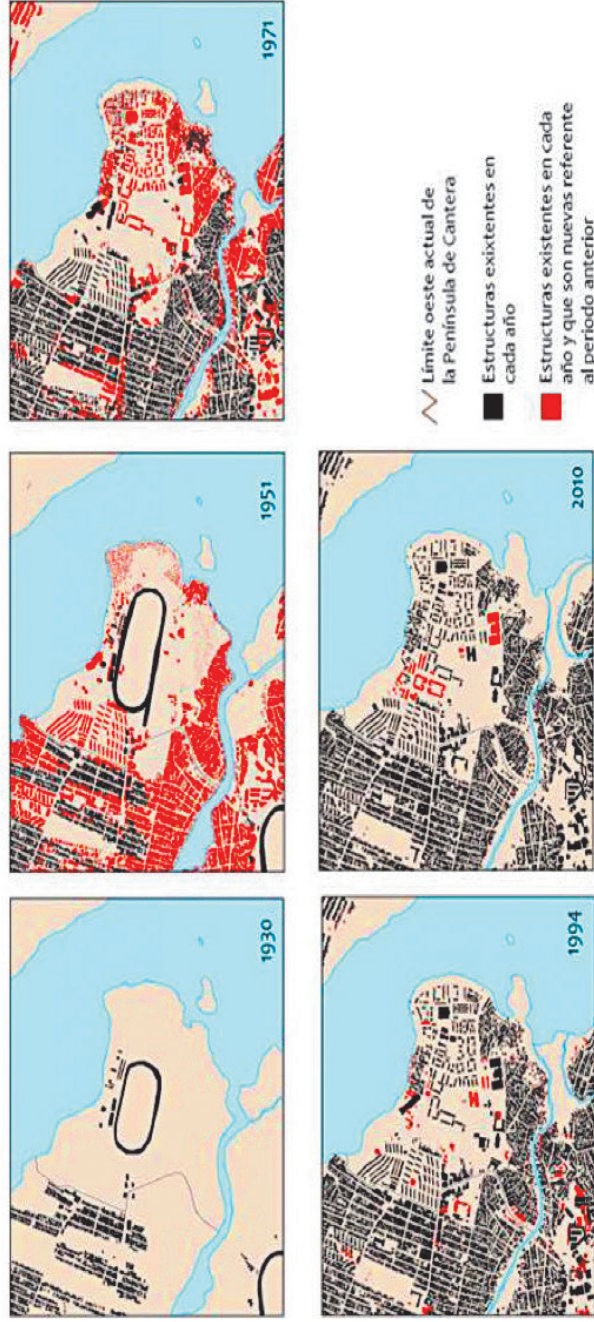 1930
1951
1971
1994
2010
Límite oeste actual de
la Península de Cantera
Estructuras exixtentes en
cada año
Estructuras existentes en cada
año y que son nuevas referente
al periodo anterior